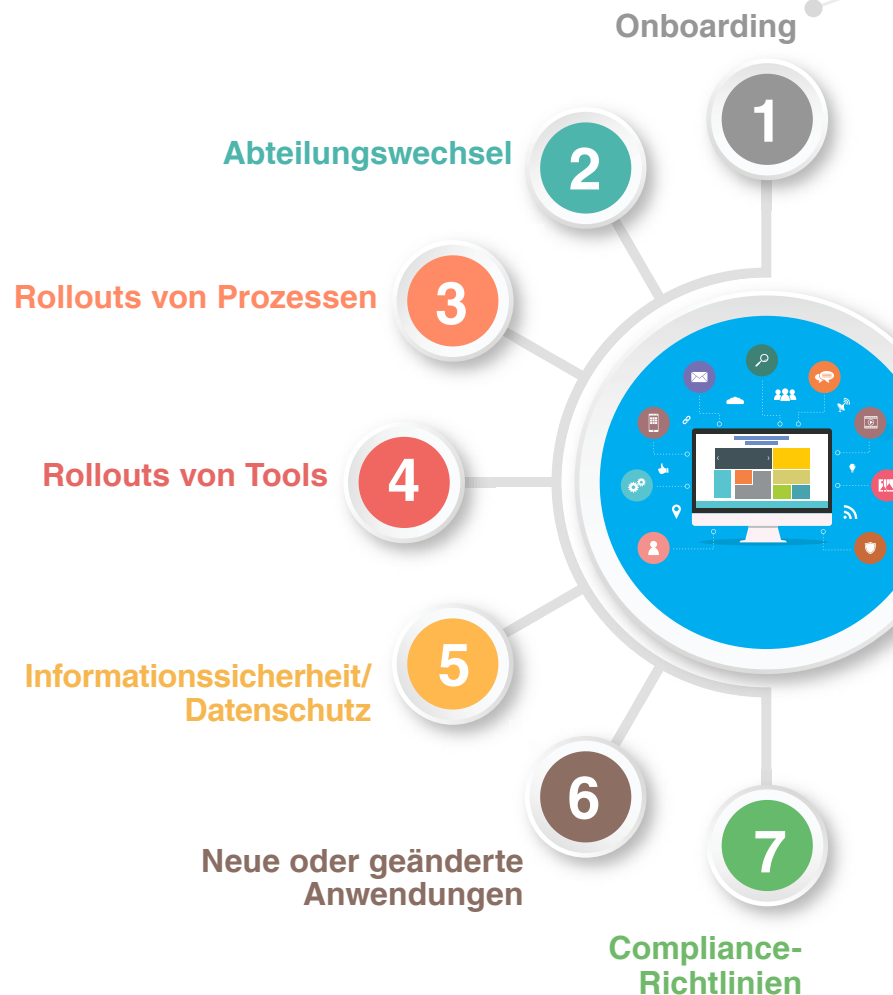 Onboarding
1
Abteilungswechsel
2
Rollouts von Prozessen
3
Rollouts von Tools
4
Informationssicherheit/
Datenschutz
5
6
Neue oder geänderte
Anwendungen
7
Compliance-
Richtlinien